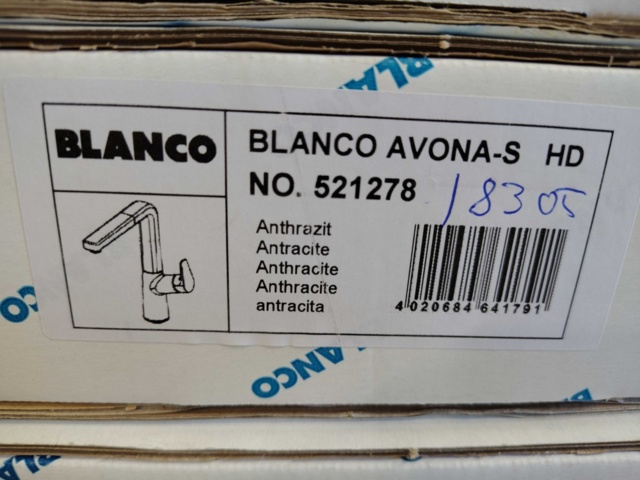 BLANCO
BLANCO
BLANCO AVONA-S HD
NO. 521278
18305
Anthrazit
Antracite
Anthracite
Anthracite
antracita
4 020684 641791
BLANCO